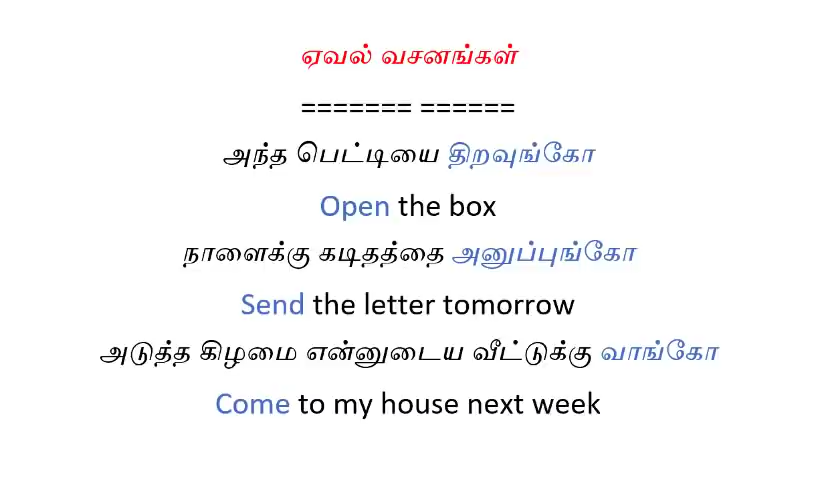 ஏவல் வசனங்கள்
======= ======
அந்த பெட்டியை திறவுங்கோ
Open the box
நாளைக்கு கடிதத்தை அனுப்புங்கோ
Send the letter tomorrow
அடுத்த கிழமை என்னுடைய வீட்டுக்கு வாங்கோ
Come to my house next week